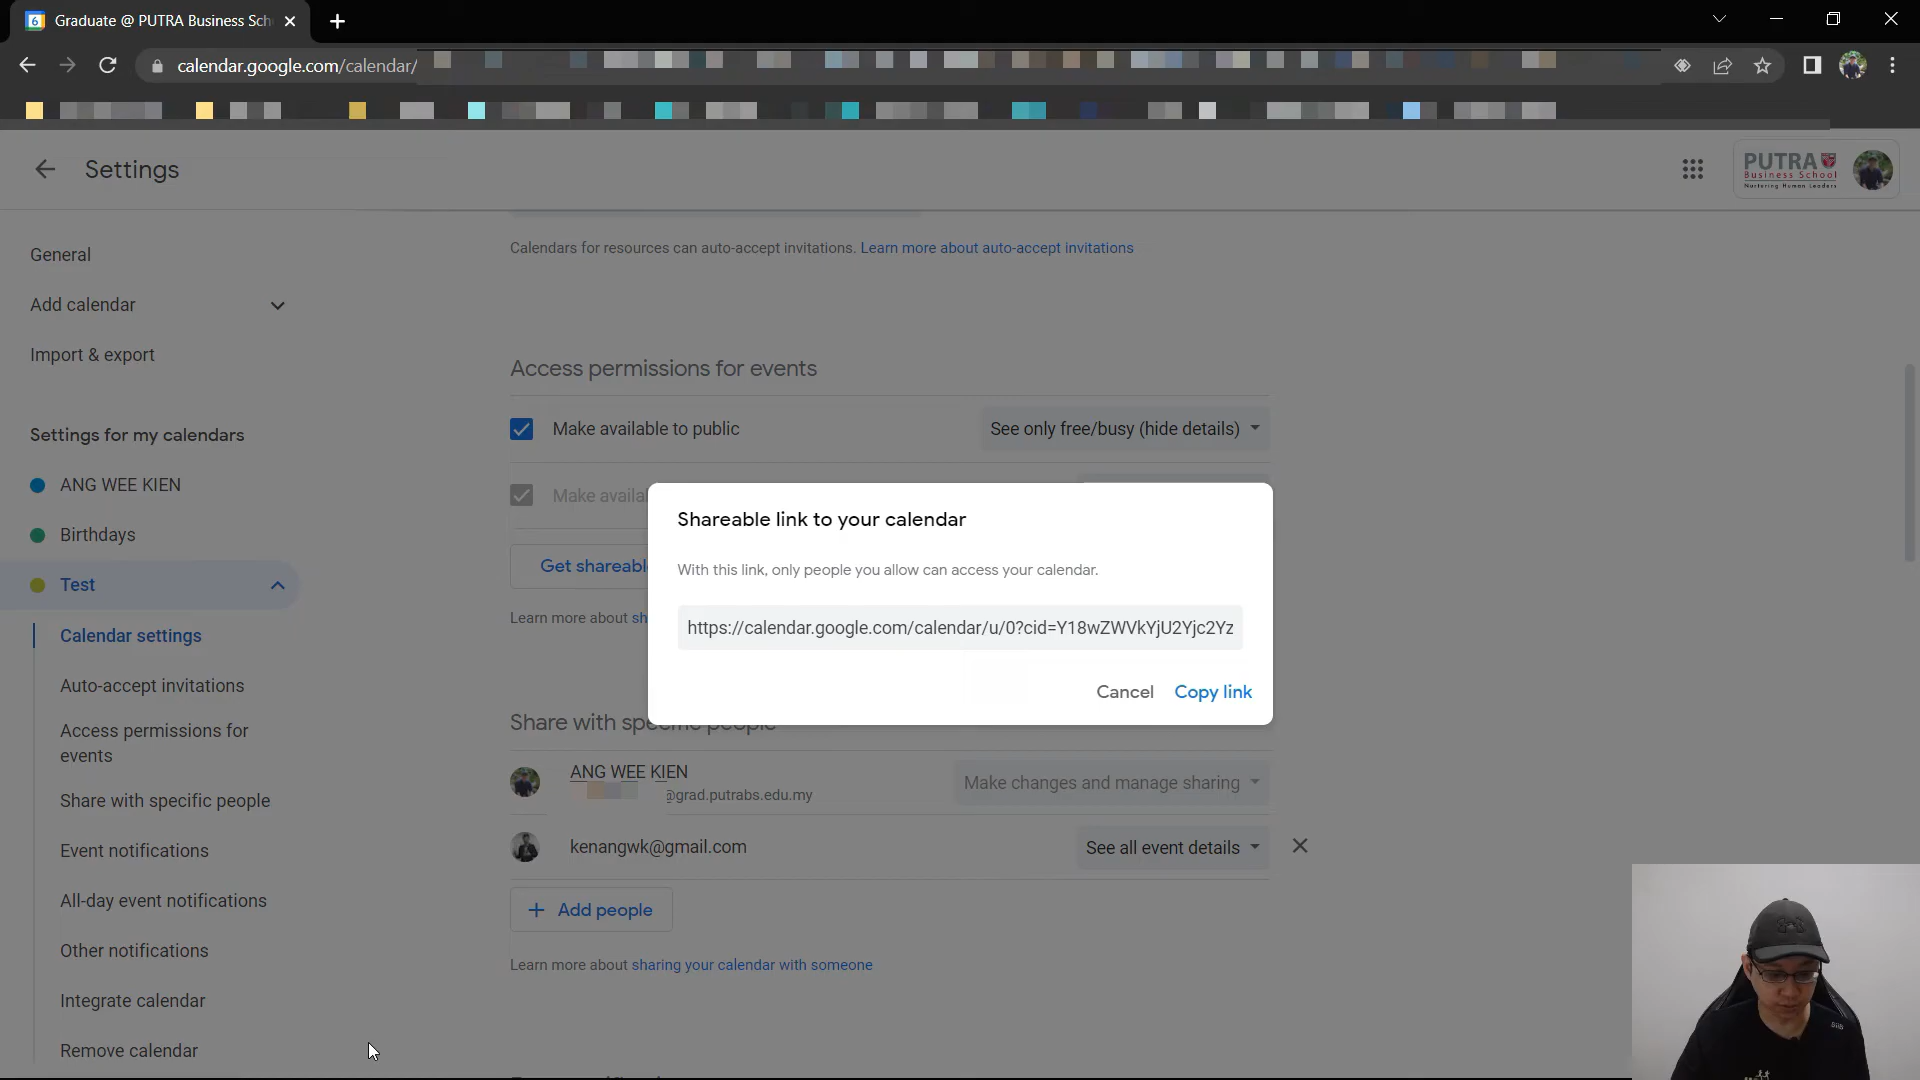 Graduate @ PUTRA Business Sch
calendar.google.com/calendar/
Settings
PUTRA
Business School
Nurturing Human Leaders
General
Add calendar
Import & export
Settings for my calendars
ANG WEE KIEN
Birthdays
Test
Calendar settings
Auto-accept invitations
Access permissions for
events
Share with specific people
Event notifications
All-day event notifications
Other notifications
Integrate calendar
Remove calendar
Calendars for resources can auto-accept invitations. Learn more about auto-accept invitations
Access permissions for events
Make available to public
See only free/busy (hide details)
Make availa
Get shareabl
Learn more about sh
Shareable link to your calendar
With this link, only people you allow can access your calendar.
https://calendar.google.com/calendar/u/0?cid=Y18wZWVkYjU2Yjc2Yz
Cancel
Copy link
Share with specific people
ANG WEE KIEN
@grad.putrabs.edu.my
Make changes and manage sharing
kenangwk@gmail.com
See all event details
Add people
Learn more about sharing your calendar with someone